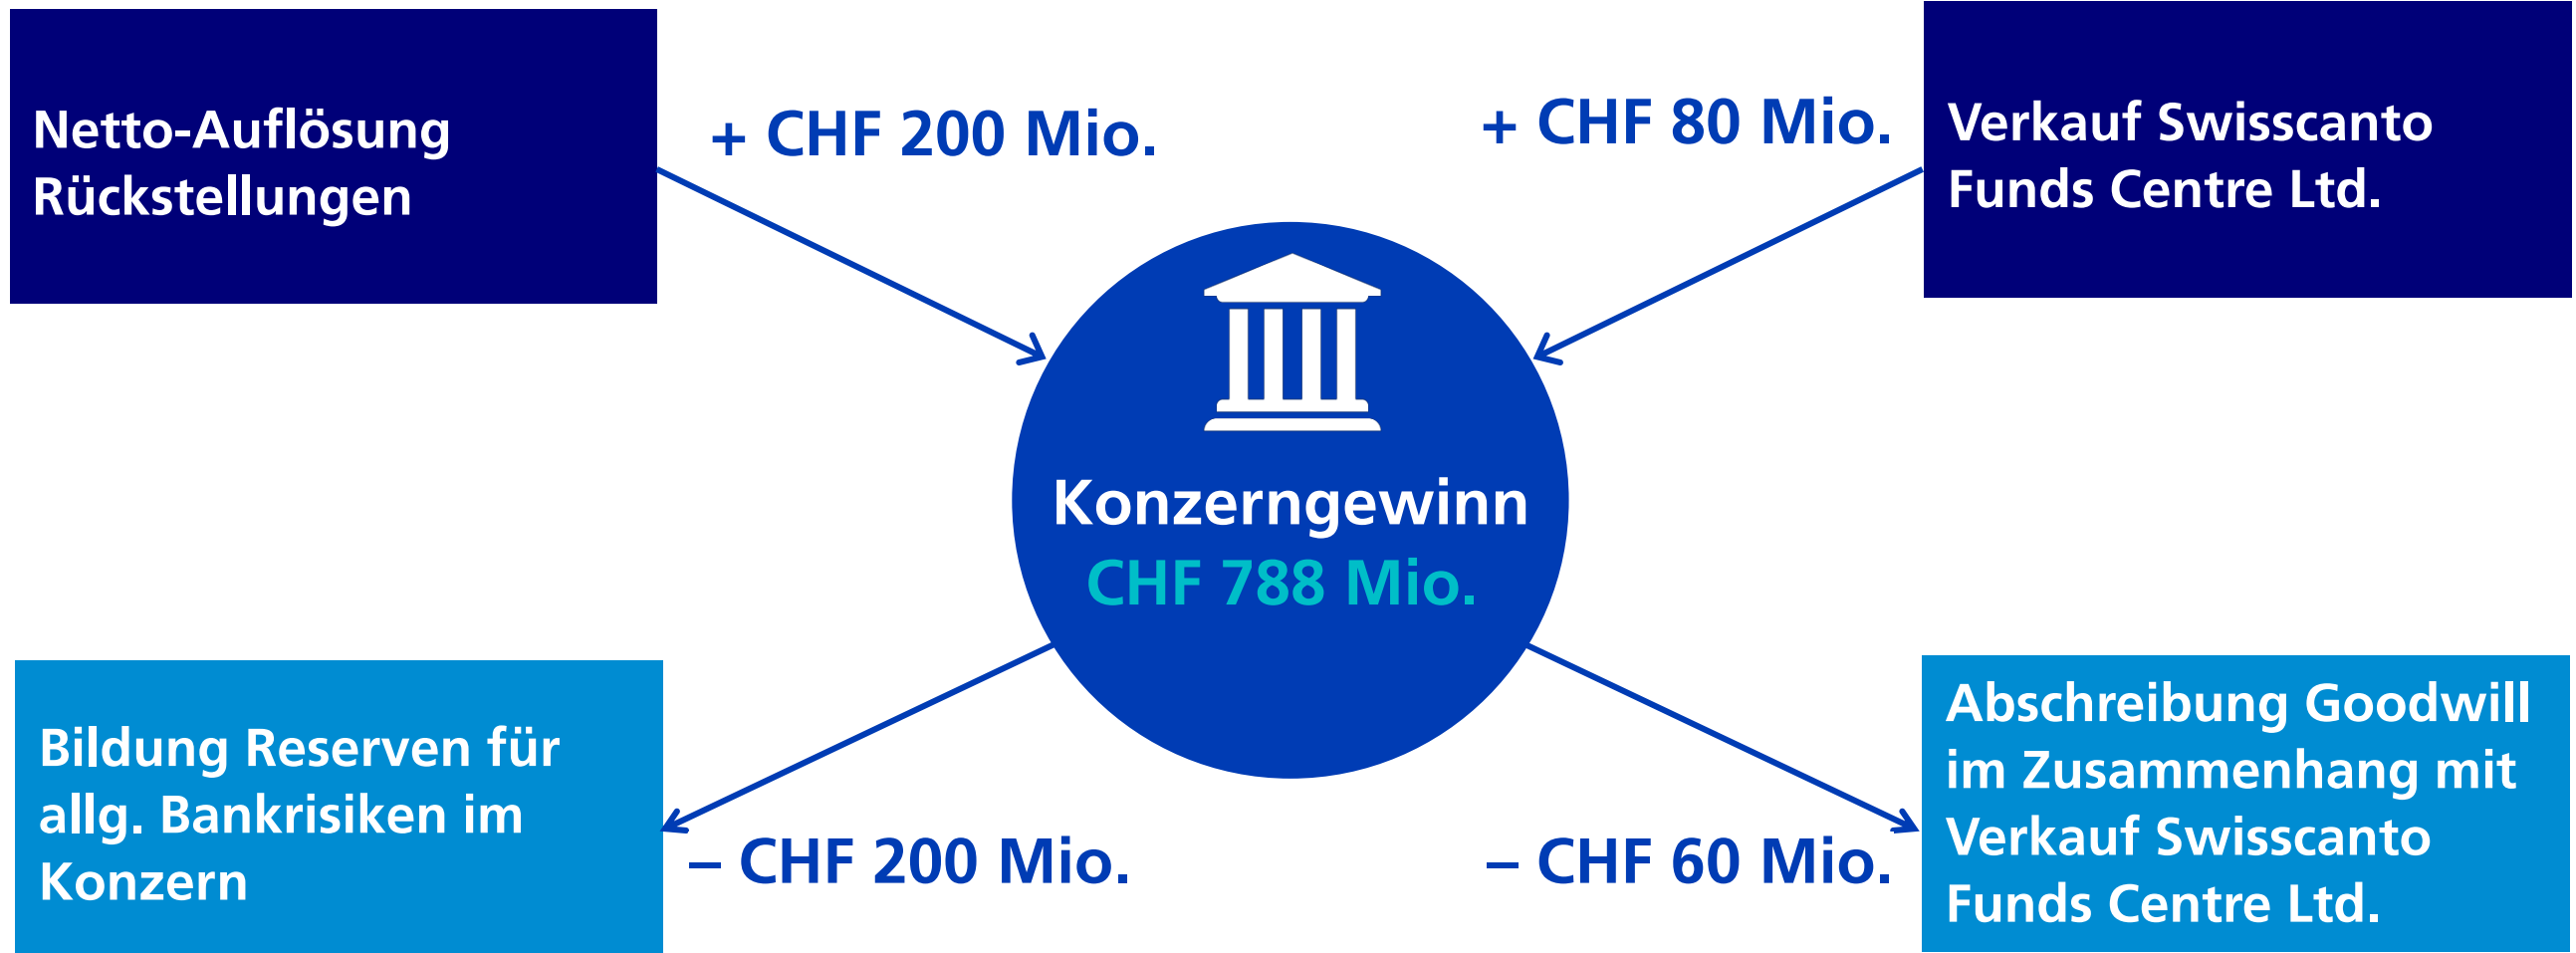 Netto-Auflösung
Rückstellungen
+ CHF 200 Mio.
+ CHF 80 Mio.
Verkauf Swisscanto
Funds Centre Ltd.
Konzerngewinn
CHF 788 Mio.
Bildung Reserven für
allg. Bankrisiken im
Konzern
– CHF 200 Mio.
– CHF 60 Mio.
Abschreibung Goodwill
im Zusammenhang mit
Verkauf Swisscanto
Funds Centre Ltd.